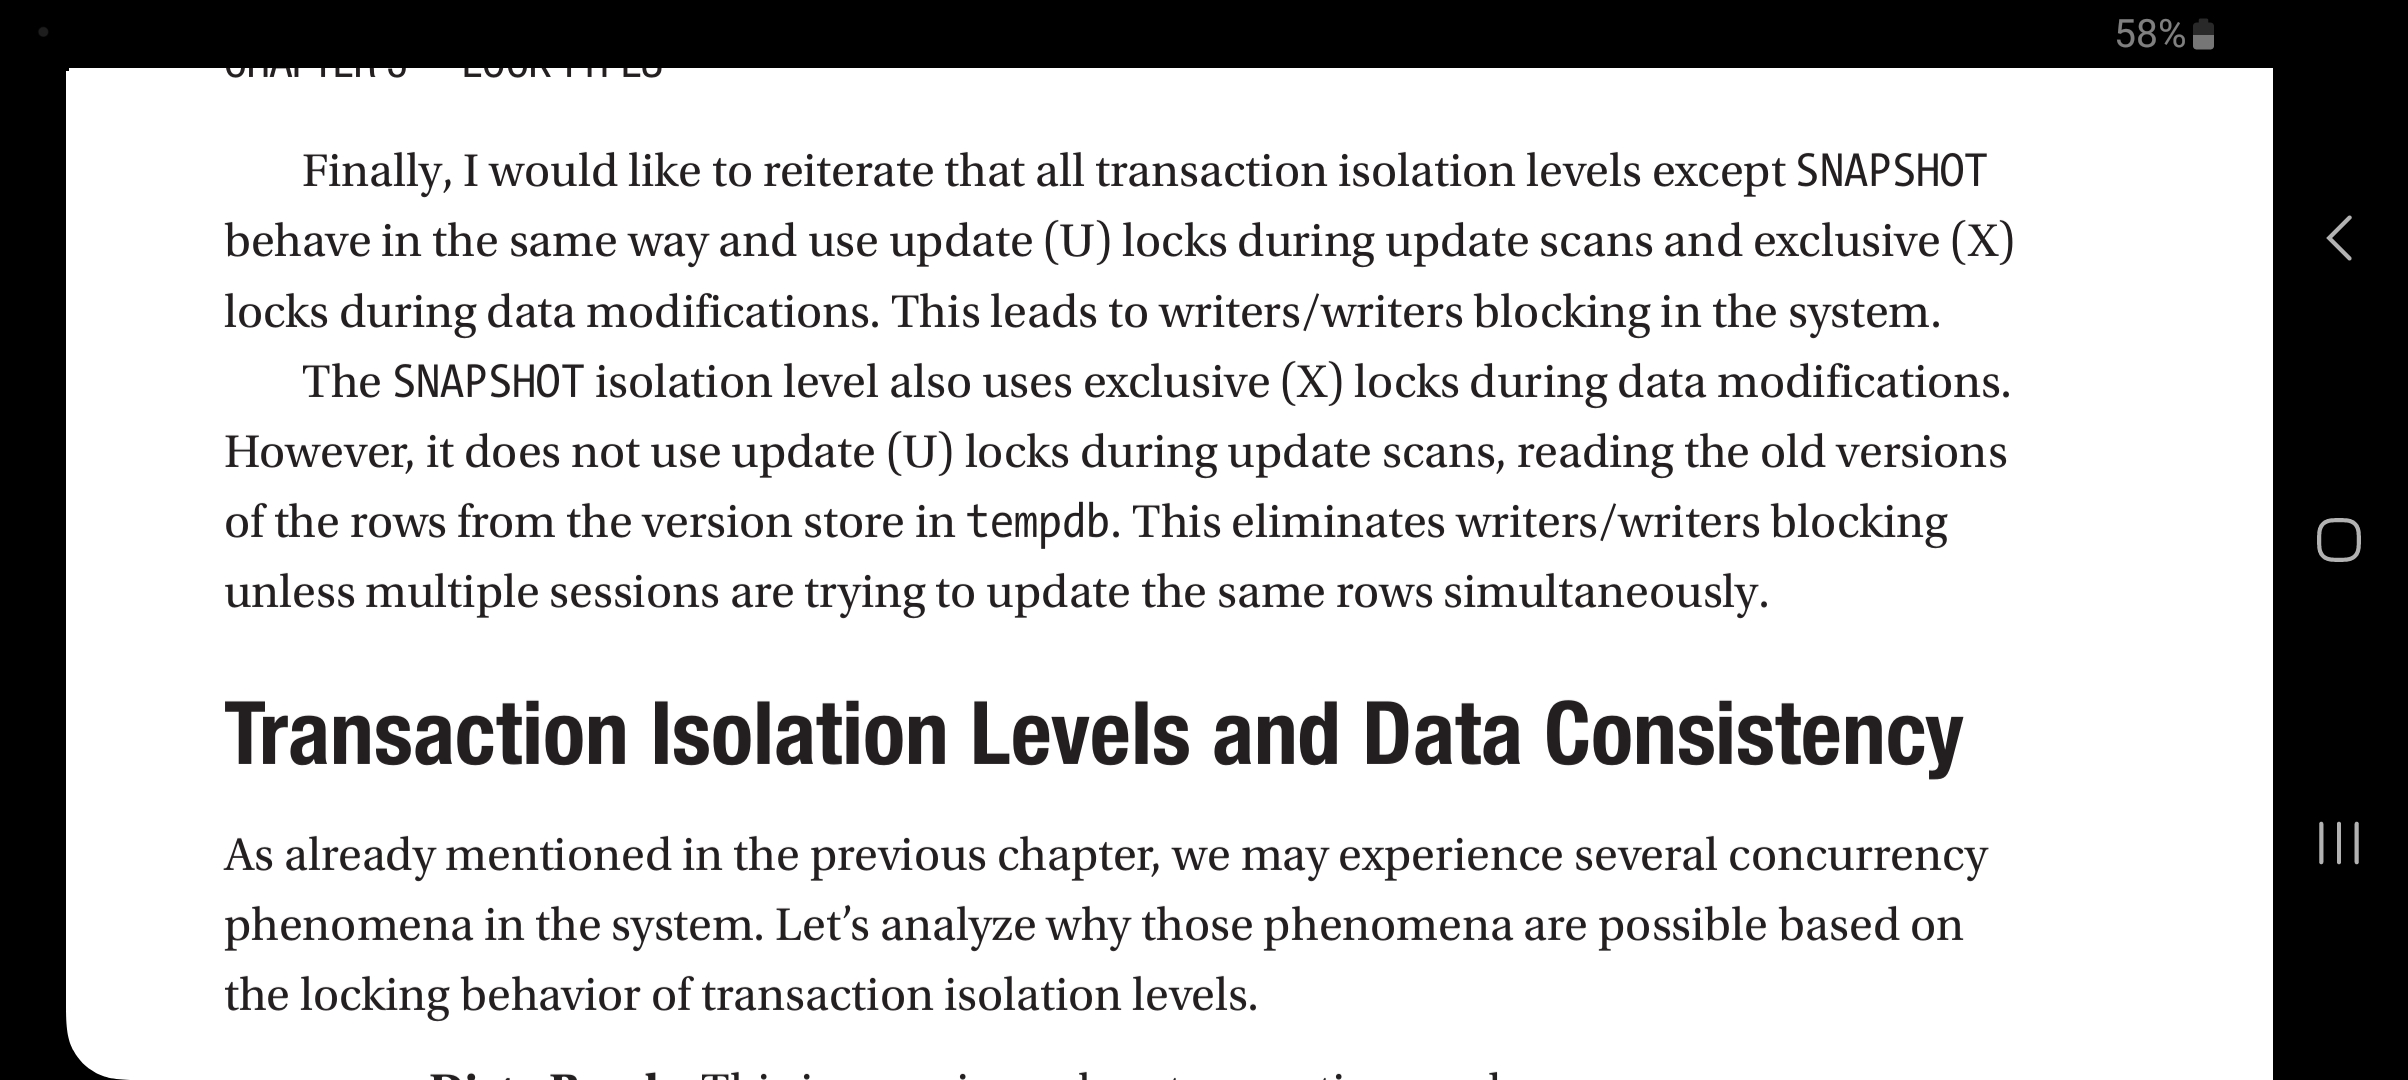 58%
Finally, I would like to reiterate that all transaction isolation levels except SNAPSHOT
behave in the same way and use update (U) locks during update scans and exclusive (X)
locks during data modifications. This leads to writers/writers blocking in the system.
The SNAPSHOT isolation level also uses exclusive (X) locks during data modifications.
However, it does not use update (U) locks during update scans, reading the old versions
of the rows from the version store in tempdb. This eliminates writers/writers blocking
unless multiple sessions are trying to update the same rows simultaneously.
Transaction Isolation Levels and Data Consistency
As already mentioned in the previous chapter, we may experience several concurrency
phenomena in the system. Let’s analyze why those phenomena are possible based on
the locking behavior of transaction isolation levels.